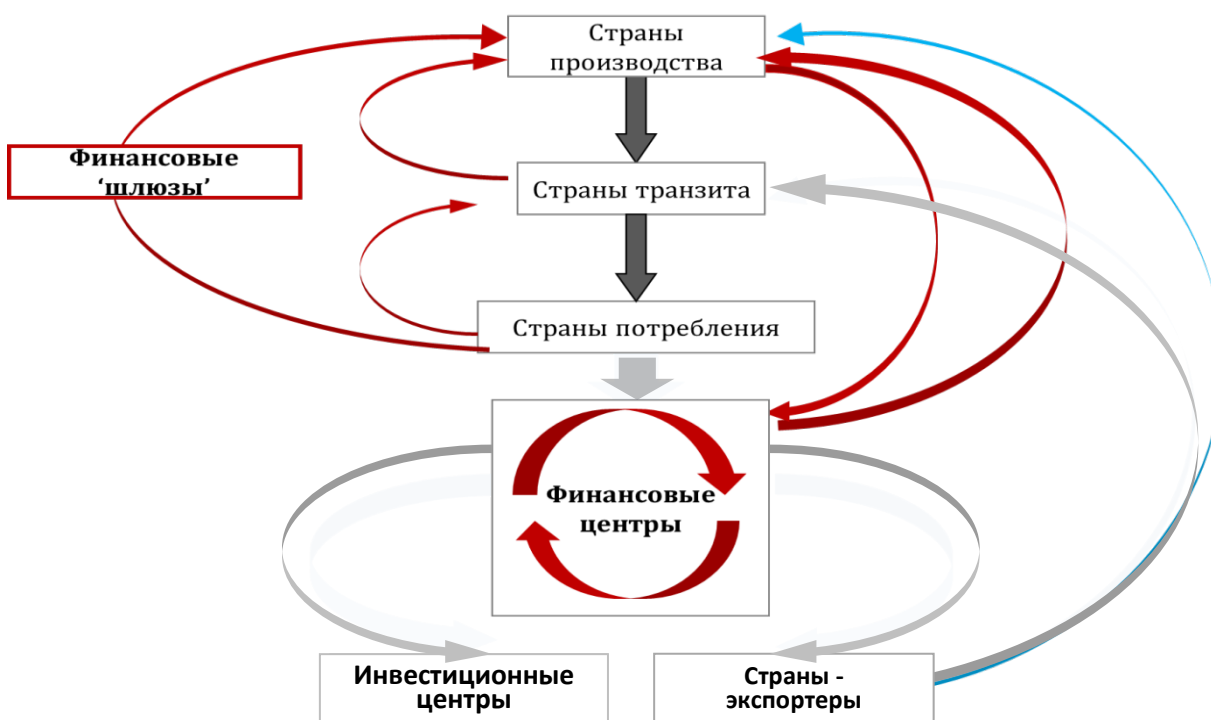 Страны
производства
Финансовые
‘шлюзы’
Страны транзита
Страны потребления
Финансовые
центры
Инвестиционные
центры
Страны -
экспортеры